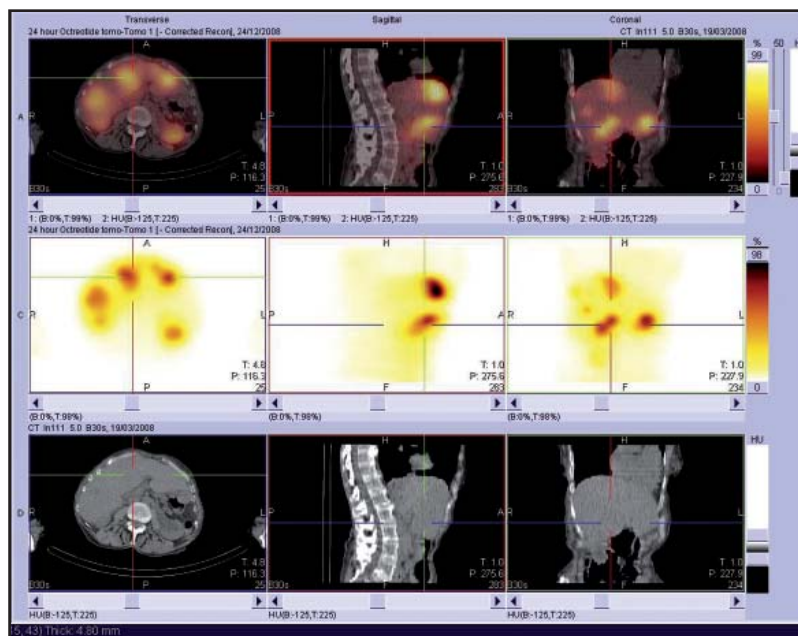 Transverse Sagittal Coronal
24 hour Octreotide tomo-Tomo 1 [ - Corrected Recon], 24/12/2008 CT In111 5.0 B30s, 19/03/2008
A H H % 50
99
A R L P A R L
T: 4.8 T: 1.0 T: 1.0
P: 116.3 P: 275.6 P: 227.9
B30s P 25 B30s F 283 B30s F 234 0 0
1: (B:0%,T:99%) 2: HU(B:-125,T:225) 1: (B:0%,T:99%) 2: HU(B:-125,T:225) 1: (B:0%,T:99%) 2: HU(B:-125,T:225)
24 hour Octreotide tomo-Tomo 1 [ - Corrected Recon], 24/12/2008
A H H %
98
C R L P A R L
T: 4.8 T: 1.0 T: 1.0
P: 116.3 P: 275.6 P: 227.9
P 25 F 283 F 234 0
(B:0%,T:98%) (B:0%,T:98%) (B:0%,T:98%)
CT In111 5.0 B30s, 19/03/2008
A H H HU
D R L P A R L
T: 4.8 T: 1.0 T: 1.0
P: 116.3 P: 275.6 P: 227.9
B30s P 25 B30s F 283 B30s F 234
HU(B:-125,T:225) HU(B:-125,T:225) HU(B:-125,T:225)
15, 43) Thick: 4.80 mm